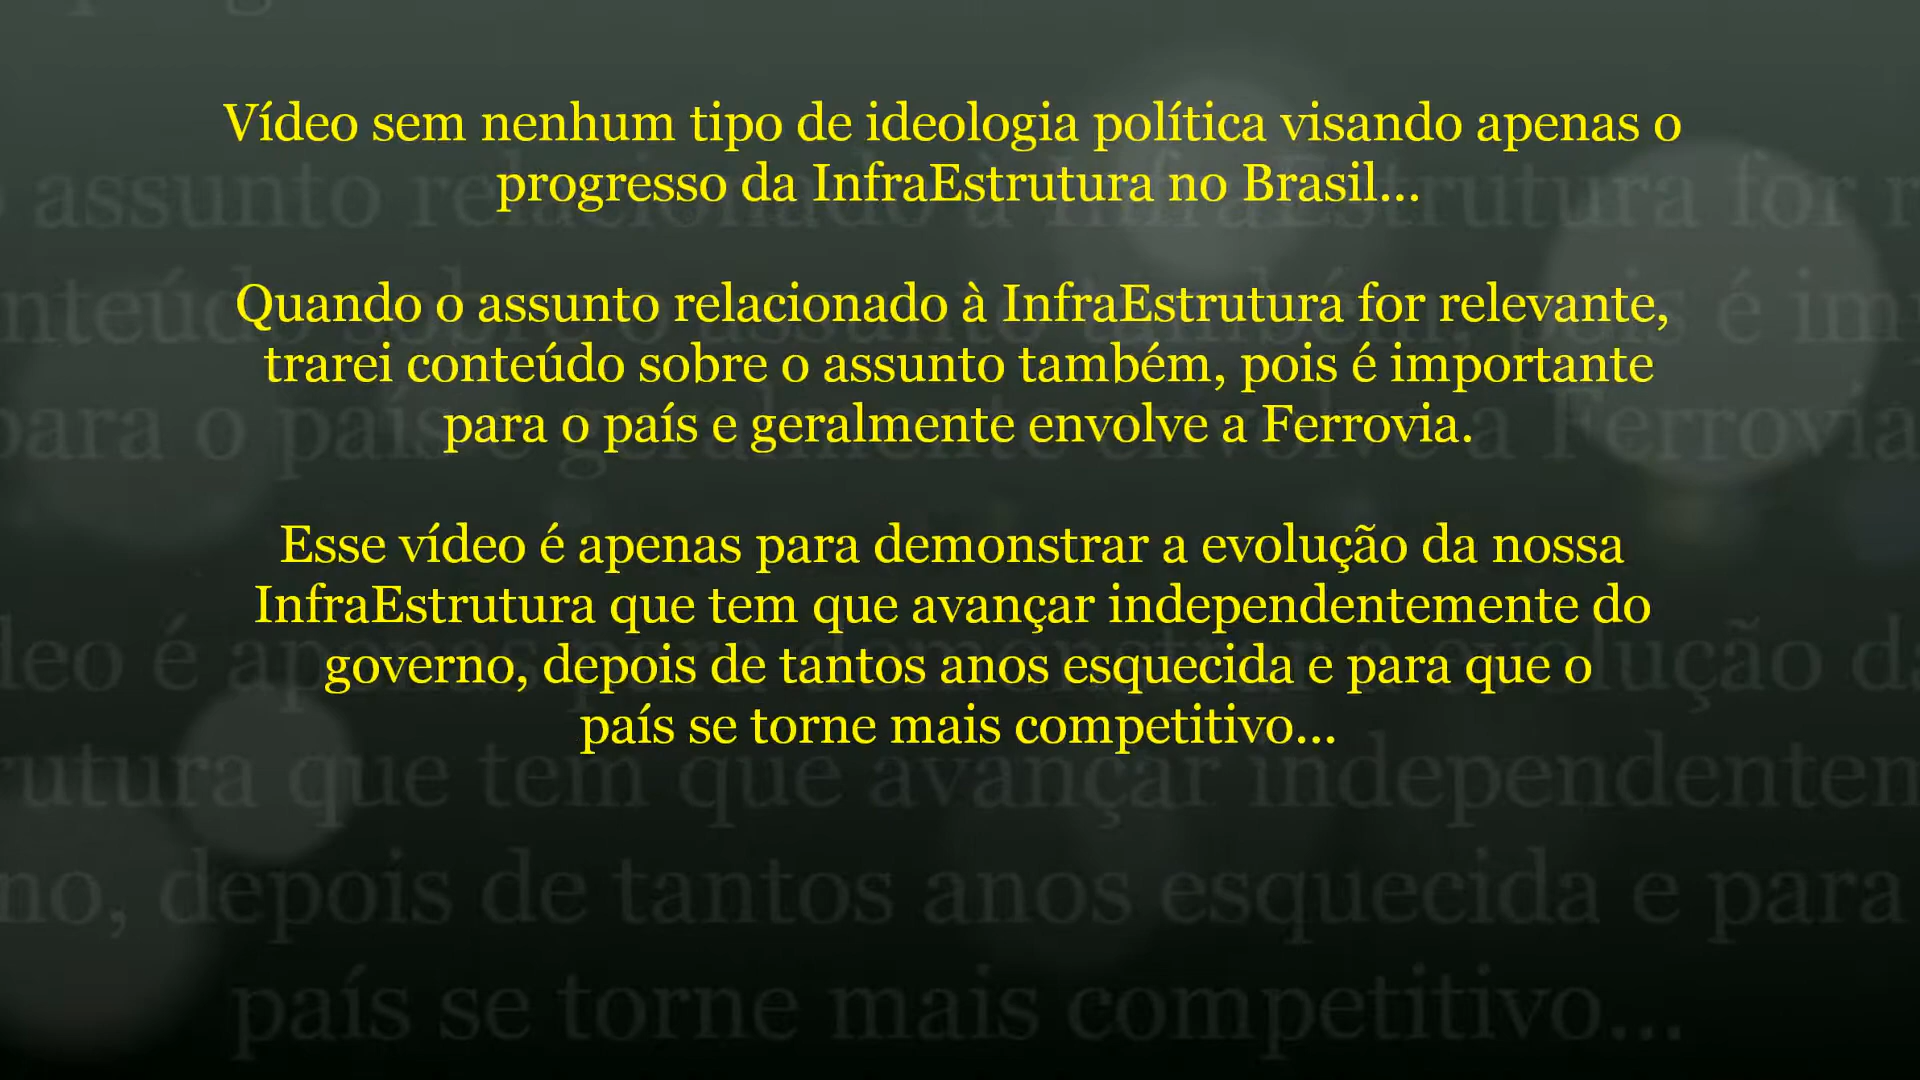 Vídeo sem nenhum tipo de ideologia política visando apenas o
progresso da InfraEstrutura no Brasil...
Quando o assunto relacionado à InfraEstrutura for relevante,
trarei conteúdo sobre o assunto também, pois é importante
para o país e geralmente envolve a Ferrovia.
Esse vídeo é apenas para demonstrar a evolução da nossa
InfraEstrutura que tem que avançar independentemente do
governo, depois de tantos anos esquecida e para que o
país se torne mais competitivo...